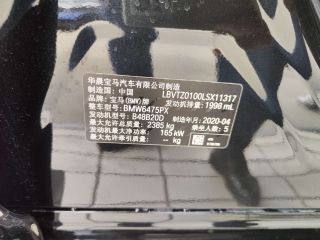 华晨宝马汽车有限公司制造
制造国：中国 LBVTZ0100LSX11317
品牌：宝马(BMW)牌 发动机排量：1998 mL
整车型号：BMW6475PX
发动机型号：B48B20D 制造年月：2020-04
最大允许总质量：2385 kg 乘坐人数：5
发动机最大净功率：165 kW
最大允许牵引质量：-- kg